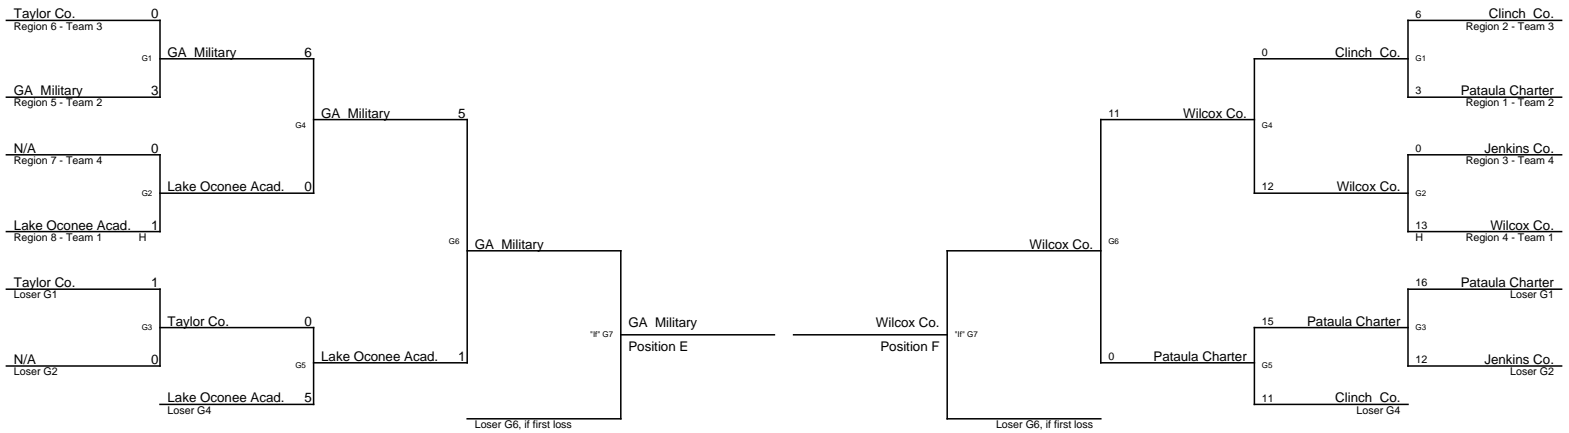 Taylor Co. 0
Region 6 - Team 3
G1
GA Military 6
GA Military 3
Region 5 - Team 2
G4
GA Military 5
N/A 0
Region 7 - Team 4
G2
Lake Oconee Acad. 0
Lake Oconee Acad. 1
Region 8 - Team 1 H
G6
GA Military
Taylor Co. 1
Loser G1
G3
Taylor Co. 0
N/A 0
Loser G2
G5
Lake Oconee Acad. 1
Lake Oconee Acad. 5
Loser G4
"If" G7
GA Military
Position E
Loser G6, if first loss
6 Clinch Co.
Region 2 - Team 3
0 Clinch Co.
G1
3 Pataula Charter
Region 1 - Team 2
11 Wilcox Co.
G4
0 Jenkins Co.
Region 3 - Team 4
12 Wilcox Co.
G2
13 Wilcox Co.
H Region 4 - Team 1
Wilcox Co.
G6
16 Pataula Charter
Loser G1
15 Pataula Charter
G3
12 Jenkins Co.
Loser G2
0 Pataula Charter
G5
11 Clinch Co.
Loser G4
Wilcox Co.
"If" G7
Position F
Loser G6, if first loss